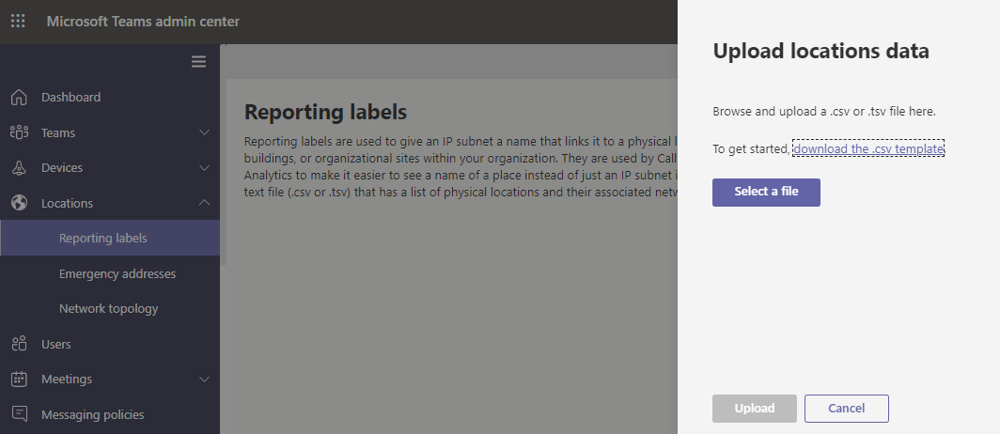 Microsoft Teams admin center
Dashboard
Teams
Devices
Locations
Reporting labels
Emergency addresses
Network topology
Users
Meetings
Messaging policies
Reporting labels
Reporting labels are used to give an IP subnet a name that links it to a physical
buildings, or organizational sites within your organization. They are used by Call
Analytics to make it easier to see a name of a place instead of just an IP subnet
text file (.csv or .tsv) that has a list of physical locations and their associated
Upload locations data
Browse and upload a .csv or .tsv file here.
To get started, download the .csv template.
Select a file
Upload
Cancel